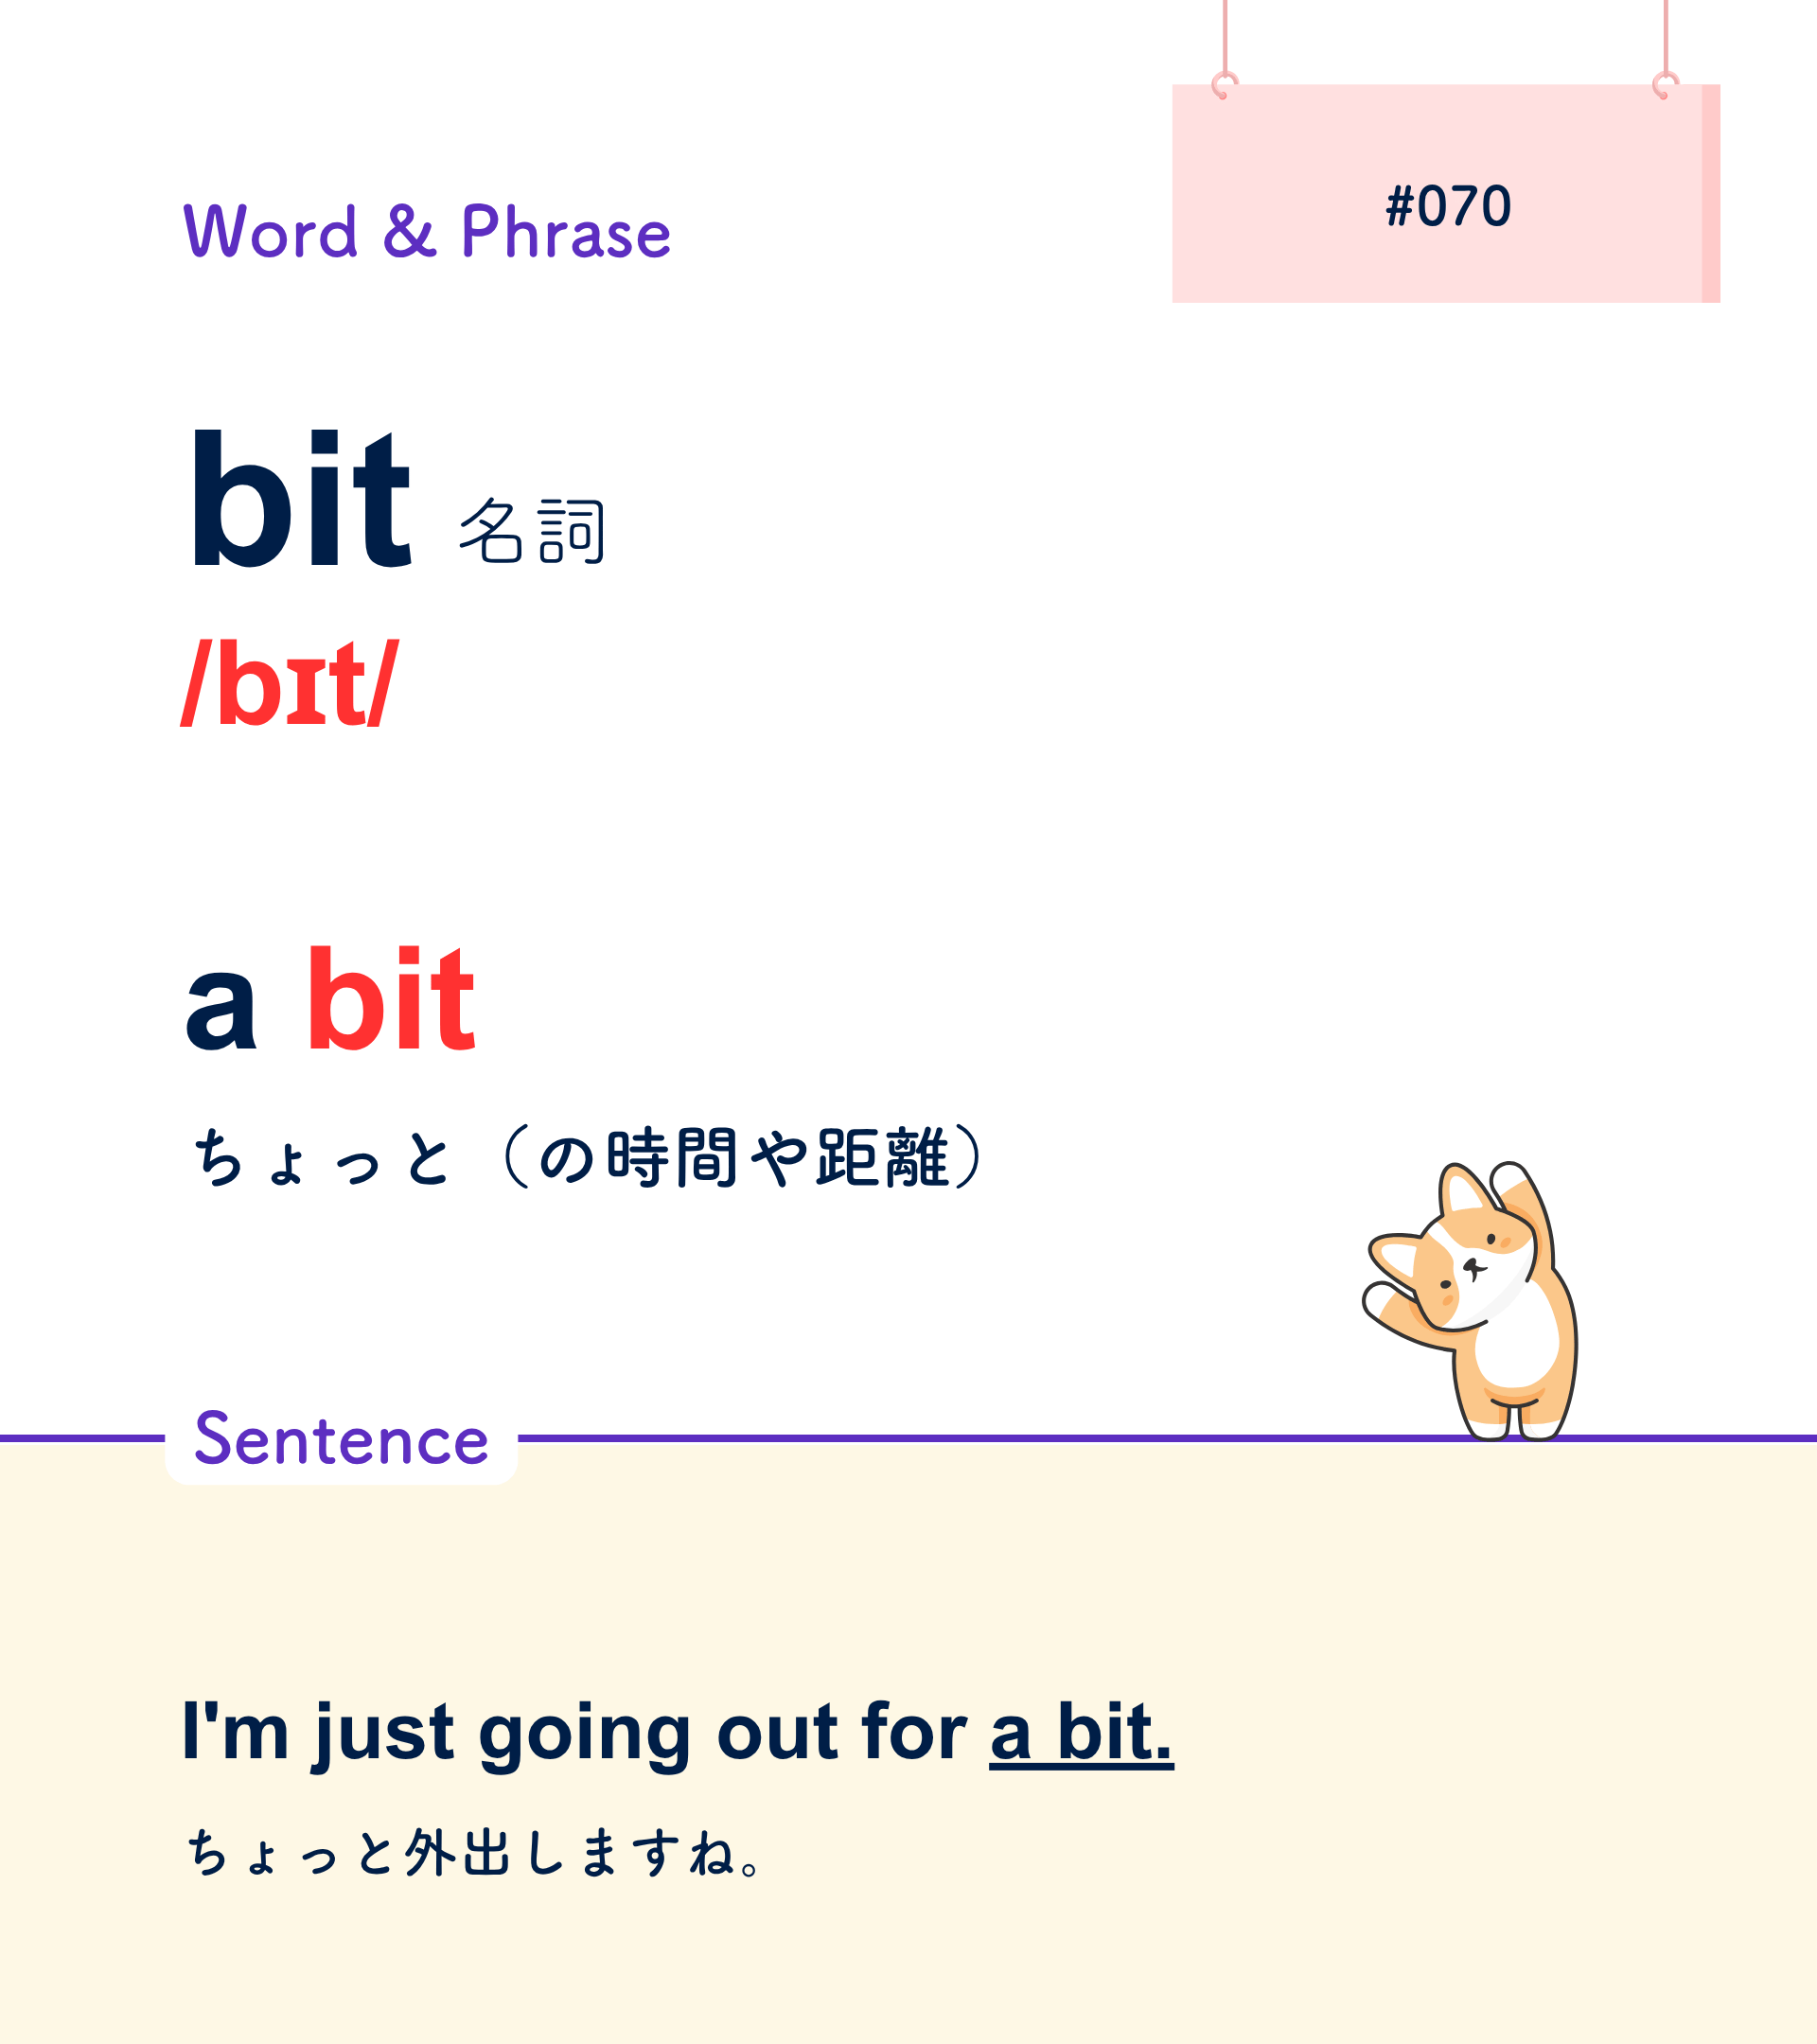 #070
Word & Phrase
bit 名詞
/bɪt/
a bit
ちょっと（の時間や距離）
Sentence
I'm just going out for a bit.
ちょっと外出しますね。